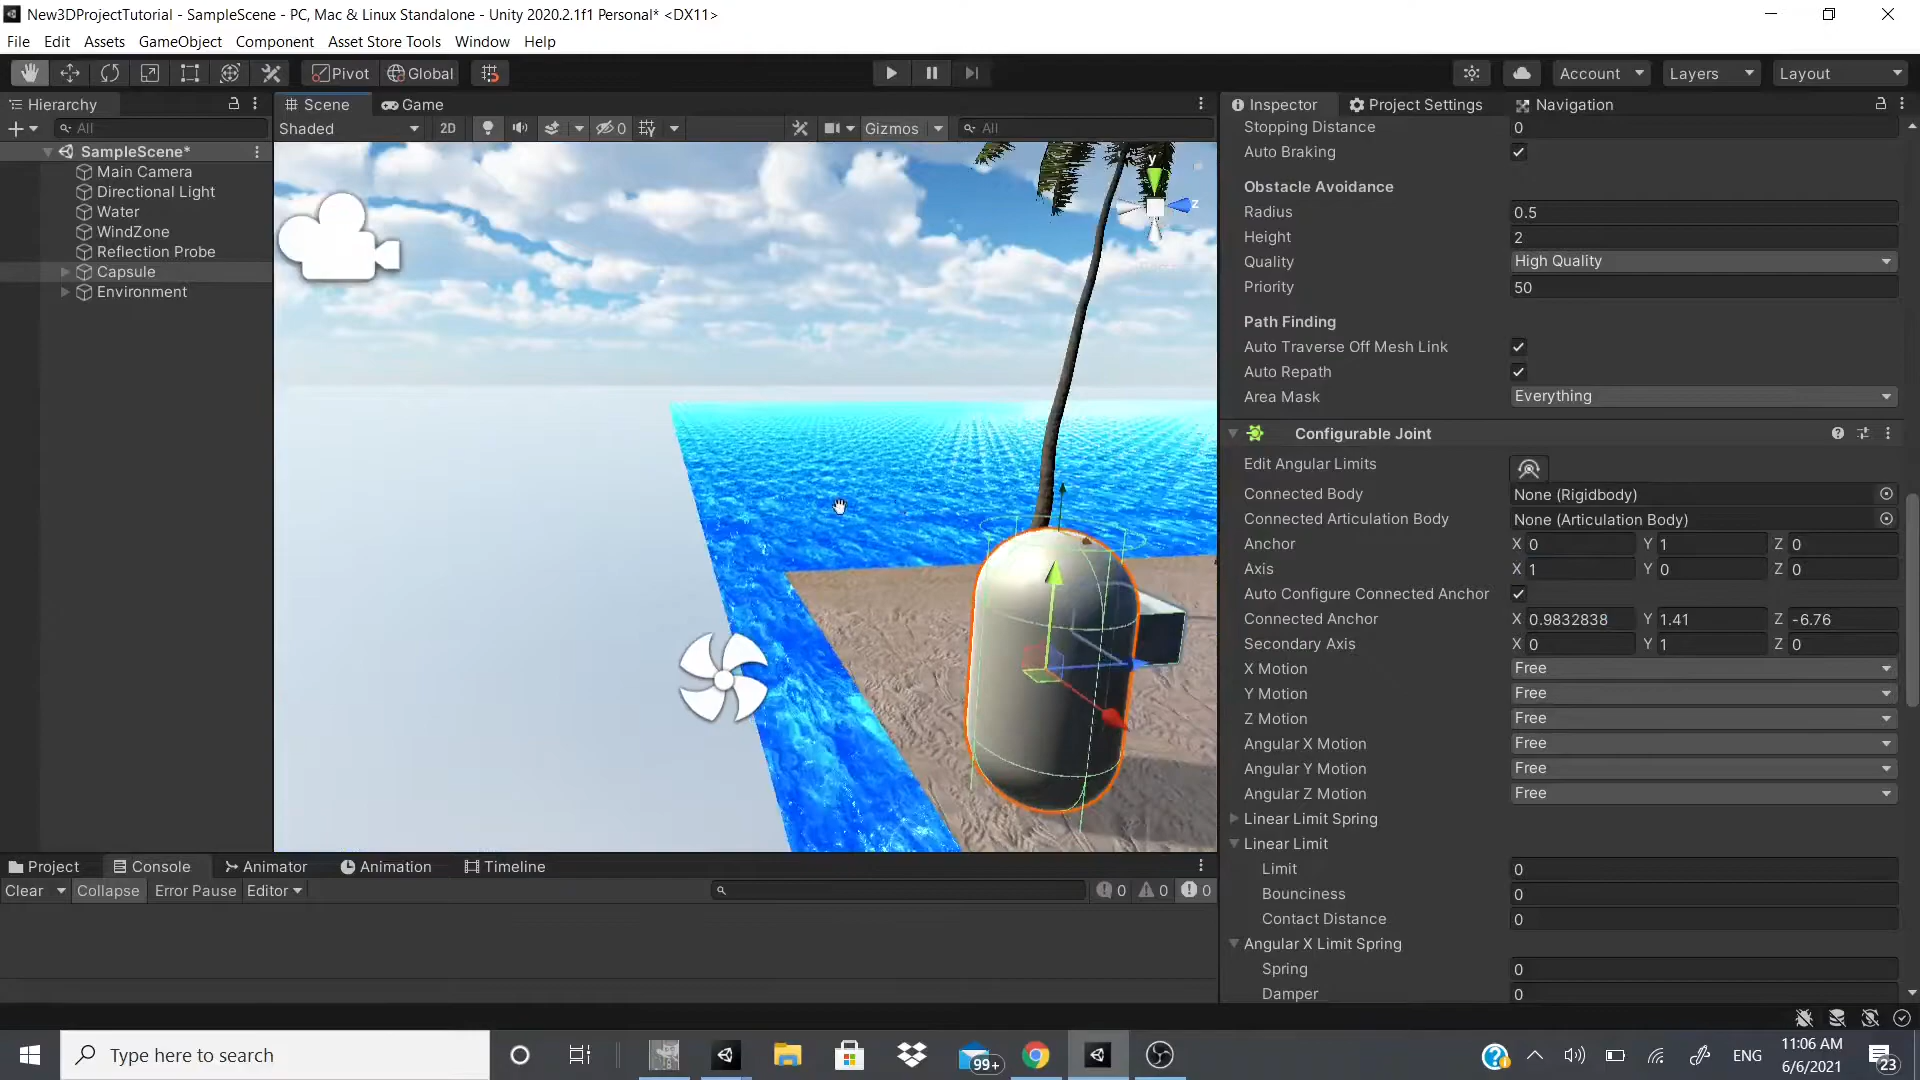 New3DProjectTutorial - SampleScene - PC, Mac & Linux Standalone - Unity 2020.2.1f1 Personal* <DX11>
File Edit Assets GameObject Component Asset Store Tools Window Help
Pivot Global Account Layers Layout
Hierarchy
All
SampleScene*
Main Camera
Directional Light
Water
WindZone
Reflection Probe
Capsule
Environment
Scene Game
Shaded 2D 0 Gizmos All
y
z
Inspector Project Settings Navigation
Stopping Distance 0
Auto Braking
Obstacle Avoidance
Radius 0.5
Height 2
Quality High Quality
Priority 50
Path Finding
Auto Traverse Off Mesh Link
Auto Repath
Area Mask Everything
Configurable Joint
Edit Angular Limits
Connected Body None (Rigidbody)
Connected Articulation Body None (Articulation Body)
Anchor X 0 Y 1 Z 0
Axis X 1 Y 0 Z 0
Auto Configure Connected Anchor
Connected Anchor X 0.9832838 Y 1.41 Z -6.76
Secondary Axis X 0 Y 1 Z 0
X Motion Free
Y Motion Free
Z Motion Free
Angular X Motion Free
Angular Y Motion Free
Angular Z Motion Free
Linear Limit Spring
Linear Limit
Limit 0
Bounciness 0
Contact Distance 0
Angular X Limit Spring
Spring 0
Damper 0
Project Console Animator Animation Timeline
Clear Collapse Error Pause Editor 0 0 0
Type here to search
99+
ENG
11:06 AM
6/6/2021
23